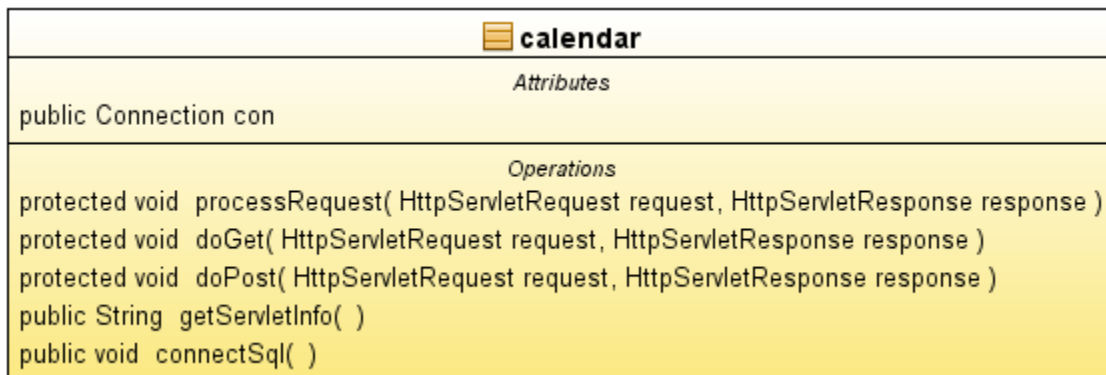 calendar
Attributes
public Connection con
Operations
protected void processRequest( HttpServletRequest request, HttpServletResponse response )
protected void doGet( HttpServletRequest request, HttpServletResponse response )
protected void doPost( HttpServletRequest request, HttpServletResponse response )
public String getServletInfo( )
public void connectSql( )